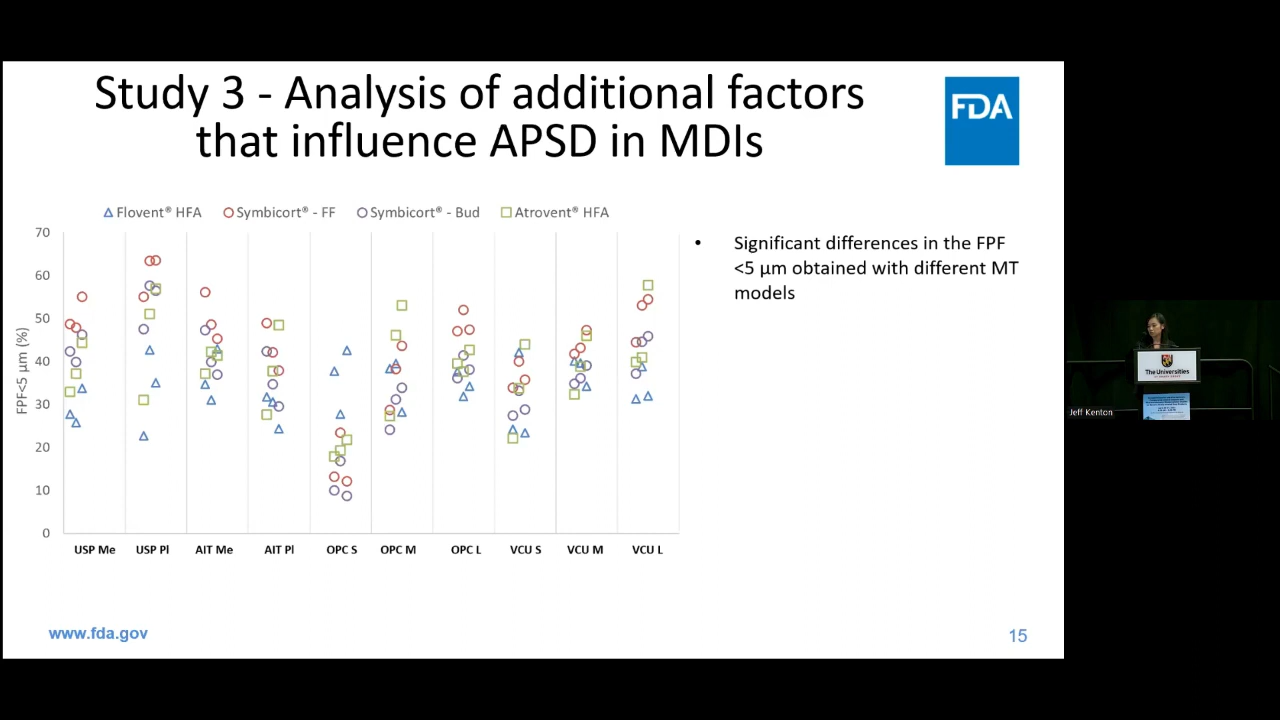 Study 3 - Analysis of additional factors
that influence APSD in MDIs
FDA
Flovent® HFA
Symbicort® - FF
Symbicort® - Bud
Atrovent® HFA
FPF<5 µm (%)
70
60
50
40
30
20
10
0
USP Me
USP Pl
AIT Me
AIT Pl
OPC S
OPC M
OPC L
VCU S
VCU M
VCU L
• Significant differences in the FPF
<5 µm obtained with different MT
models
www.fda.gov
15
The Universities
Jeff Kenton